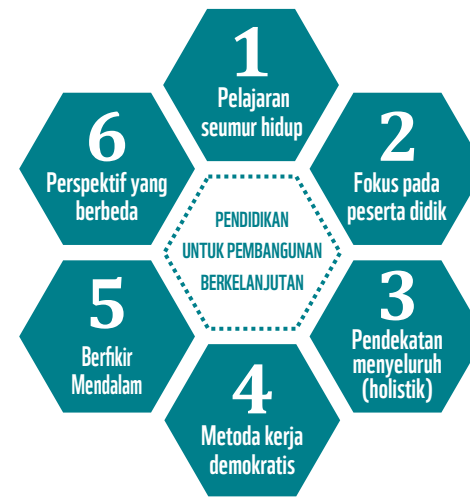 1
Pelajaran
seumur hidup
2
Fokus pada
peserta didik
3
Pendekatan
menyeluruh
(holistik)
4
Metoda kerja
demokratis
5
Berfikir
Mendalam
6
Perspektif yang
berbeda
PENDIDIKAN
UNTUK PEMBANGUNAN
BERKELANJUTAN